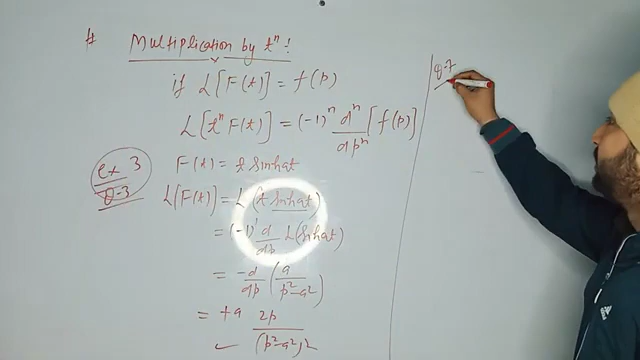 # Multiplication by tⁿ :
if L[F(t)] = f(p)
L[tⁿ F(t)] = (-1)ⁿ dⁿ/dpⁿ [f(p)]
ex 3
Q-3
F(t) = t Sinhat
L[F(t)] = L(t Sinhat)
= (-1)' d/dp L(Sinhat)
= -d/dp (a/p²-a²)
= +a 2p/(p²-a²)²
Q-7